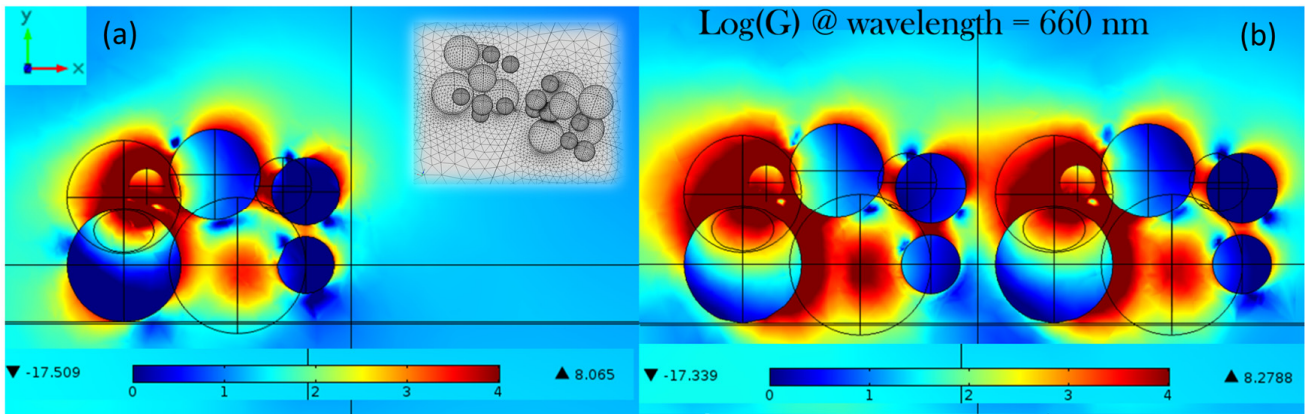 y
x
(a)
Log(G) @ wavelength = 660 nm
(b)
▼ -17.509
0 1 2 3 4
▲ 8.065
▼ -17.339
0 1 2 3 4
▲ 8.2788